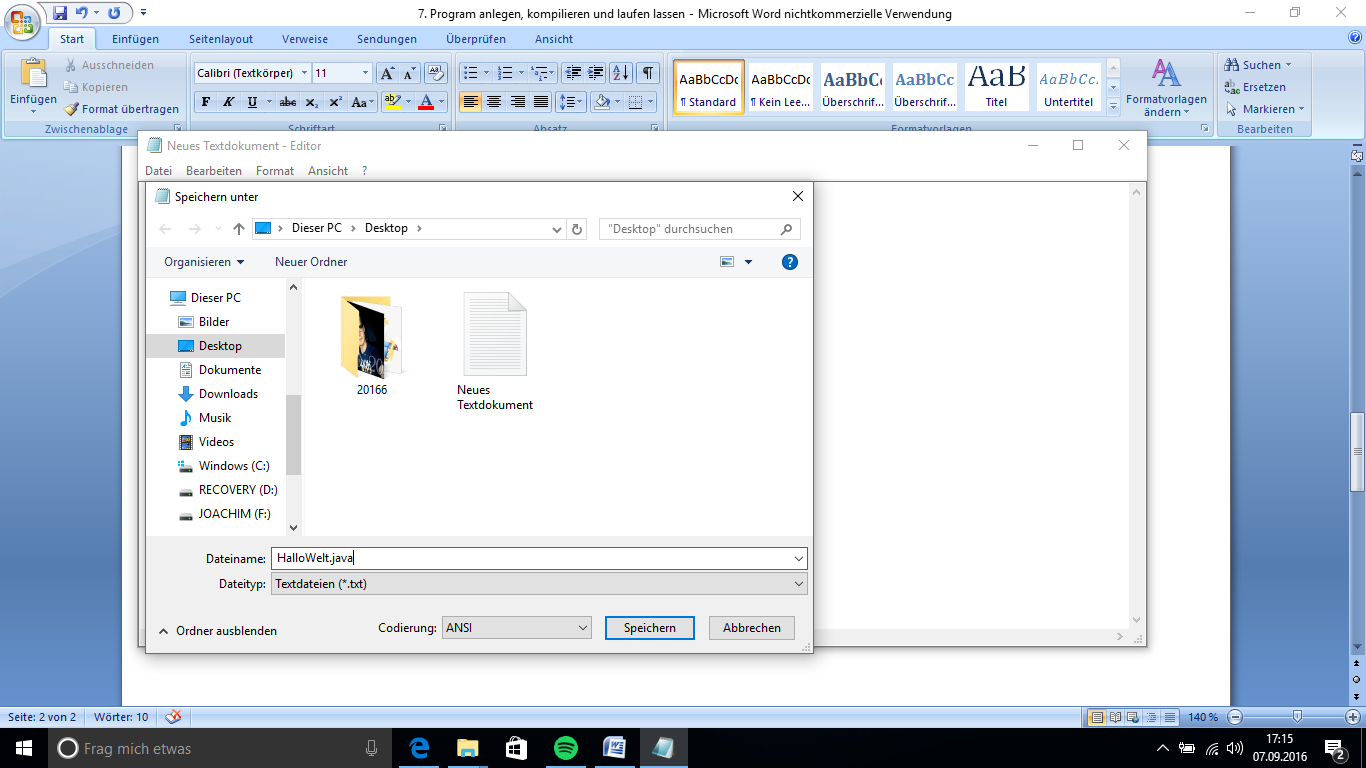 7. Program anlegen, kompilieren und laufen lassen - Microsoft Word nichtkommerzielle Verwendung
Start Einfügen Seitenlayout Verweise Sendungen Überprüfen Ansicht
Einfügen
Ausschneiden
Kopieren
Format übertragen
Zwischenablage
Calibri (Textkörper) 11
F K U abc x₂ x² Aa
Schriftart
Absatz
AaBbCcDc AaBbCcDc AaBbCc AaBbCc AaB AaBbCc.
¶ Standard ¶ Kein Lee... Überschrif... Überschrif... Titel Untertitel
Formatvorlagen
Formatvorlagen ändern
Suchen
Ersetzen
Markieren
Bearbeiten
Neues Textdokument - Editor
Datei Bearbeiten Format Ansicht ?
Speichern unter
Dieser PC Desktop
"Desktop" durchsuchen
Organisieren Neuer Ordner
Dieser PC
Bilder
Desktop
Dokumente
Downloads
Musik
Videos
Windows (C:)
RECOVERY (D:)
JOACHIM (F:)
20166
Neues
Textdokument
Dateiname: HalloWelt.java
Dateityp: Textdateien (*.txt)
Ordner ausblenden
Codierung: ANSI Speichern Abbrechen
Seite: 2 von 2 Wörter: 10 140 %
Frag mich etwas
17:15
07.09.2016
2